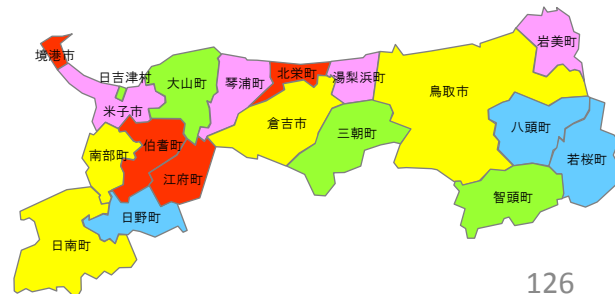 境港市
岩美町
日吉津村
大山町
琴浦町
北栄町
湯梨浜町
鳥取市
米子市
倉吉市
三朝町
八頭町
南部町
伯耆町
若桜町
江府町
智頭町
日野町
日南町
126